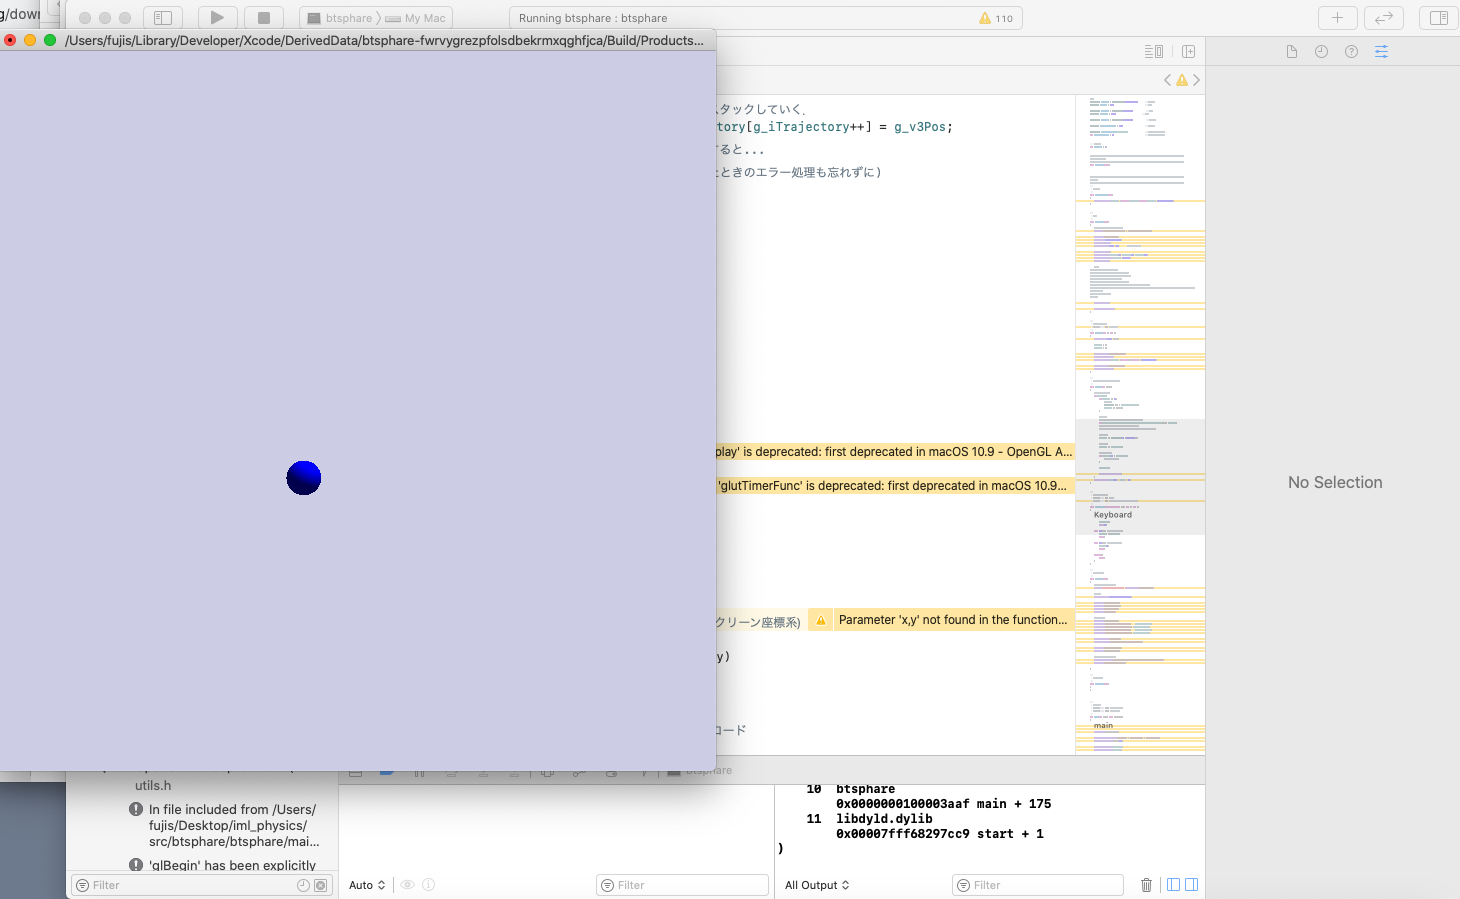 g/down
btsphare 〉 My Mac
Running btsphare : btsphare
110
/Users/fujis/Library/Developer/Xcode/DerivedData/btsphare-fwrvygrezpfolsdbekrmxqghfjca/Build/Products...
タックしていく.
tory[g_iTrajectory++] = g_v3Pos;
ると...
ときのエラー処理も忘れずに)
play' is deprecated: first deprecated in macOS 10.9 - OpenGL A...
'glutTimerFunc' is deprecated: first deprecated in macOS 10.9...
クリーン座標系)
Parameter 'x,y' not found in the function...
y)
コード
Keyboard
main
No Selection
btsphare
utils.h
In file included from /Users/
fujis/Desktop/iml_physics/
src/btsphare/btsphare/mai...
'glBegin' has been explicitly
Filter
Auto
Filter
10 btsphare
0x0000000100003aaf main + 175
11 libdyld.dylib
0x00007fff68297cc9 start + 1
)
All Output
Filter